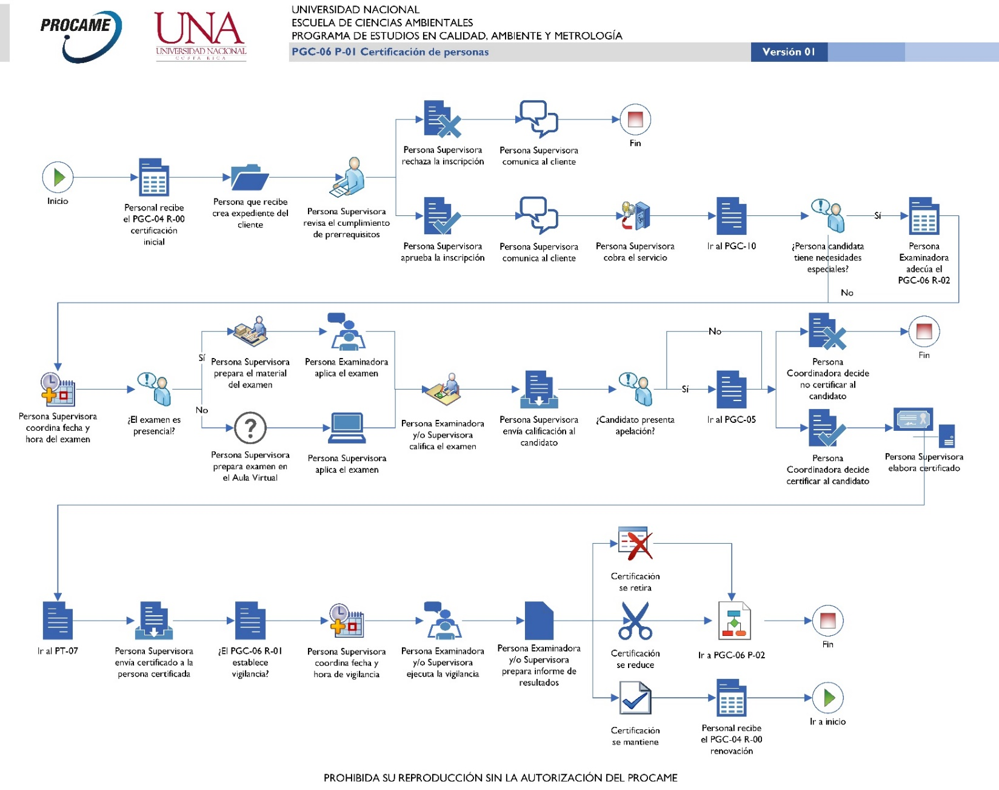 PROCAME
UNA
UNIVERSIDAD NACIONAL
COSTA RICA
UNIVERSIDAD NACIONAL
ESCUELA DE CIENCIAS AMBIENTALES
PROGRAMA DE ESTUDIOS EN CALIDAD, AMBIENTE Y METROLOGÍA
PGC-06 P-01 Certificación de personas
Versión 01
Persona Supervisora
rechaza la inscripción
Persona Supervisora
comunica al cliente
Fin
Inicio
Personal recibe
el PGC-04 R-00
certificación
inicial
Persona que recibe
crea expediente del
cliente
Persona Supervisora
revisa el cumplimiento
de prerrequisitos
Persona Supervisora
aprueba la inscripción
Persona Supervisora
comunica al cliente
Persona Supervisora
cobra el servicio
Ir al PGC-10
¿Persona candidata
tiene necesidades
especiales?
Sí
No
Persona
Examinadora
adecúa el
PGC-06 R-02
Persona Supervisora
coordina fecha y
hora del examen
¿El examen es
presencial?
Sí
Persona Supervisora
prepara el material
del examen
Persona Examinadora
aplica el examen
No
?
Persona Supervisora
prepara examen en
el Aula Virtual
Persona Supervisora
aplica el examen
Persona Examinadora
y/o Supervisora
califica el examen
Persona Supervisora
envía calificación al
candidato
¿Candidato presenta
apelación?
No
Sí
Ir al PGC-05
Persona
Coordinadora decide
no certificar al
candidato
Fin
Persona
Coordinadora decide
certificar al candidato
Persona Supervisora
elabora certificado
Ir al PT-07
Persona Supervisora
envía certificado a la
persona certificada
¿El PGC-06 R-01
establece
vigilancia?
Persona Supervisora
coordina fecha y
hora de vigilancia
Persona Examinadora
y/o Supervisora
ejecuta la vigilancia
Persona Examinadora
y/o Supervisora
prepara informe de
resultados
Certificación
se retira
Certificación
se reduce
Ir a PGC-06 P-02
Fin
Certificación
se mantiene
Personal recibe
el PGC-04 R-00
renovación
Ir a inicio
PROHIBIDA SU REPRODUCCIÓN SIN LA AUTORIZACIÓN DEL PROCAME